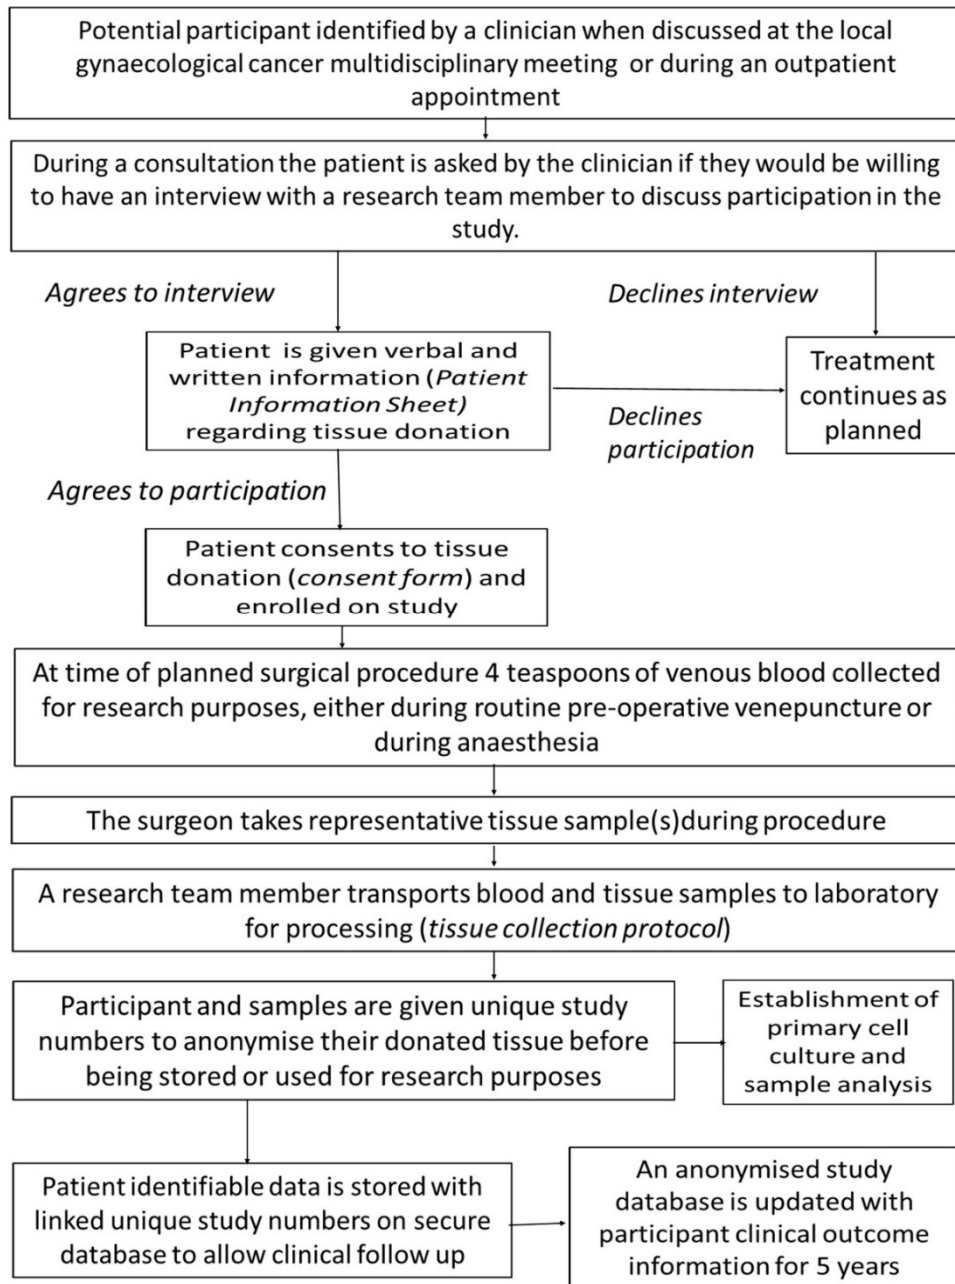 Potential participant identified by a clinician when discussed at the local
gynaecological cancer multidisciplinary meeting or during an outpatient
appointment
During a consultation the patient is asked by the clinician if they would be willing
to have an interview with a research team member to discuss participation in the
study.
Agrees to interview
Declines interview
Patient is given verbal and
written information (Patient
Information Sheet)
regarding tissue donation
Declines
participation
Treatment
continues as
planned
Agrees to participation
Patient consents to tissue
donation (consent form) and
enrolled on study
At time of planned surgical procedure 4 teaspoons of venous blood collected
for research purposes, either during routine pre-operative venepuncture or
during anaesthesia
The surgeon takes representative tissue sample(s)during procedure
A research team member transports blood and tissue samples to laboratory
for processing (tissue collection protocol)
Participant and samples are given unique study
numbers to anonymise their donated tissue before
being stored or used for research purposes
Establishment of
primary cell
culture and
sample analysis
Patient identifiable data is stored with
linked unique study numbers on secure
database to allow clinical follow up
An anonymised study
database is updated with
participant clinical outcome
information for 5 years